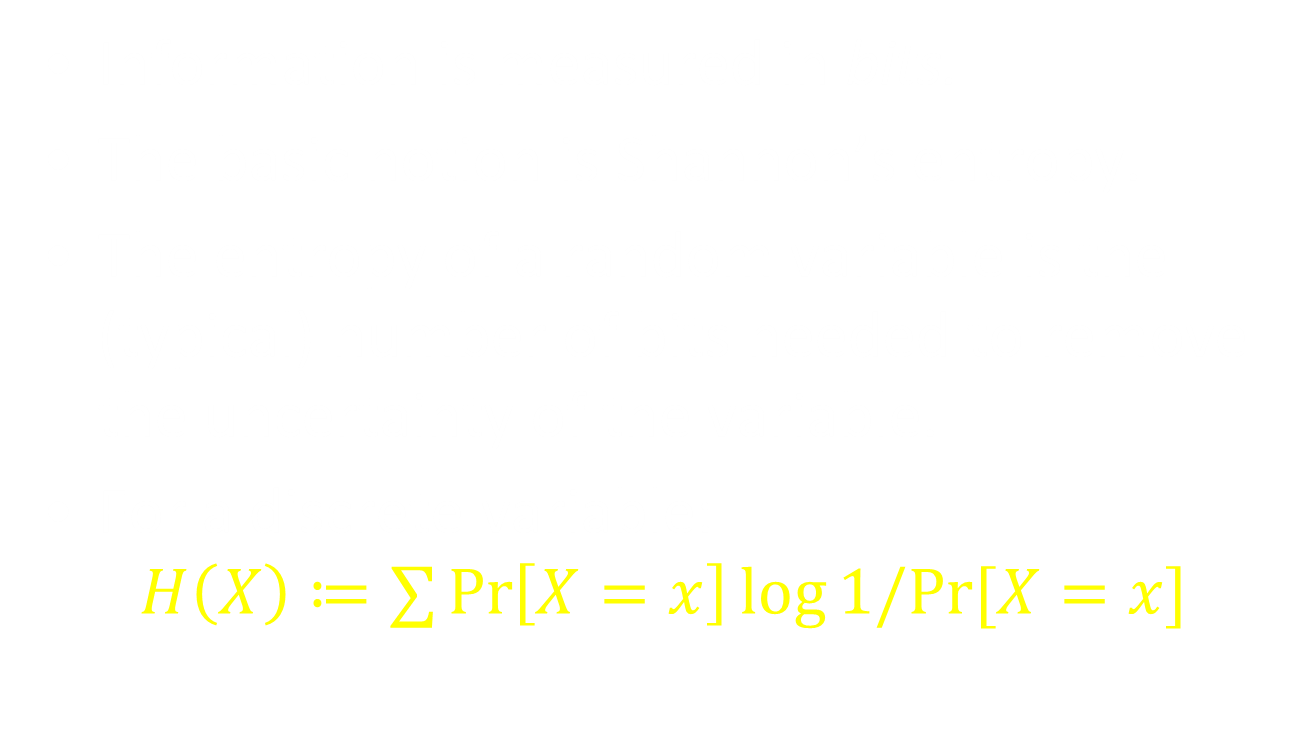 H(X) ≔ ∑ Pr[X = x] log 1/Pr[X = x]